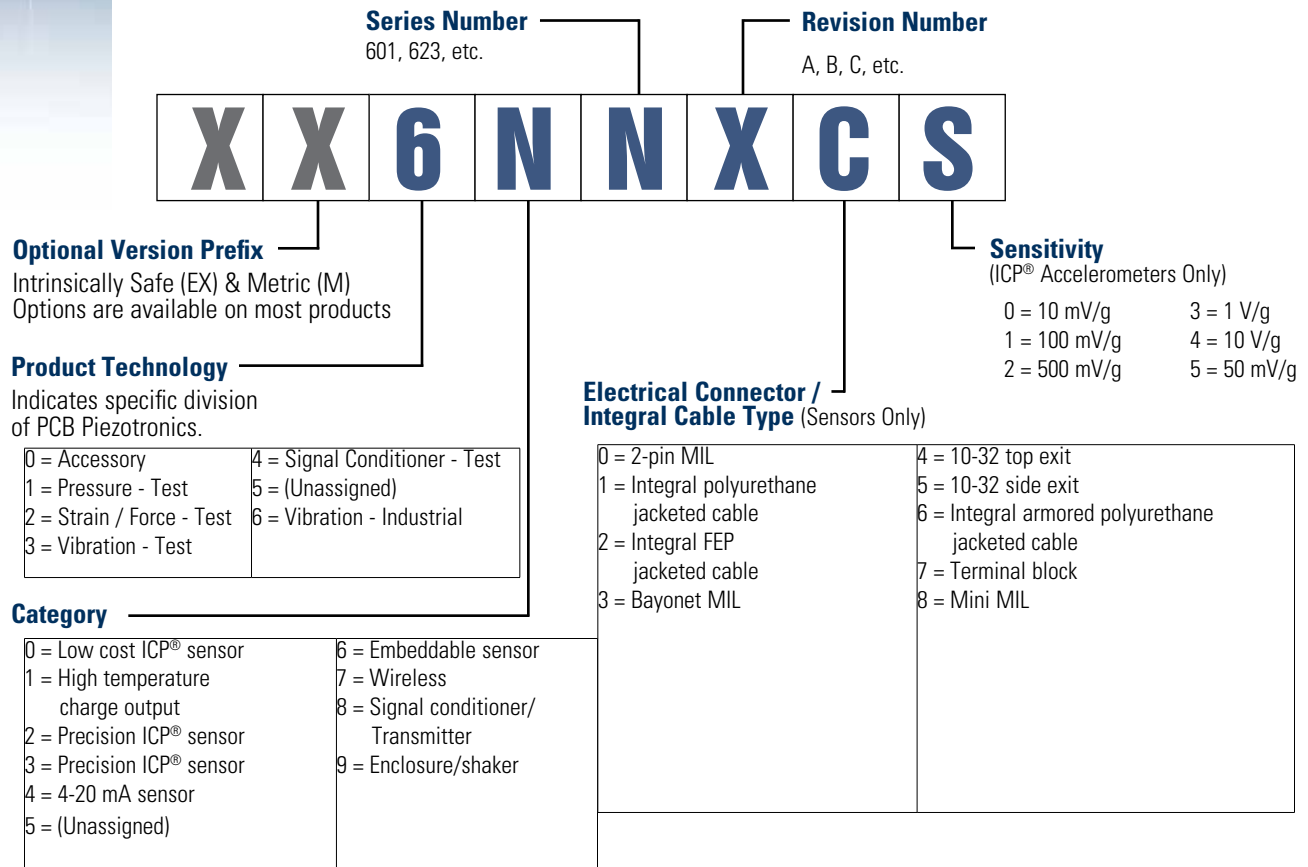 Series Number
601, 623, etc.
Revision Number
A, B, C, etc.
X X 6 N N X C S
Optional Version Prefix
Intrinsically Safe (EX) & Metric (M)
Options are available on most products
Sensitivity
(ICP® Accelerometers Only)
0 = 10 mV/g
1 = 100 mV/g
2 = 500 mV/g
3 = 1 V/g
4 = 10 V/g
5 = 50 mV/g
Product Technology
Indicates specific division
of PCB Piezotronics.
0 = Accessory
1 = Pressure - Test
2 = Strain / Force - Test
3 = Vibration - Test
4 = Signal Conditioner - Test
5 = (Unassigned)
6 = Vibration - Industrial
Electrical Connector /
Integral Cable Type (Sensors Only)
0 = 2-pin MIL
1 = Integral polyurethane
jacketed cable
2 = Integral FEP
jacketed cable
3 = Bayonet MIL
4 = 10-32 top exit
5 = 10-32 side exit
6 = Integral armored polyurethane
jacketed cable
7 = Terminal block
8 = Mini MIL
Category
0 = Low cost ICP® sensor
1 = High temperature
charge output
2 = Precision ICP® sensor
3 = Precision ICP® sensor
4 = 4-20 mA sensor
5 = (Unassigned)
6 = Embeddable sensor
7 = Wireless
8 = Signal conditioner/
Transmitter
9 = Enclosure/shaker